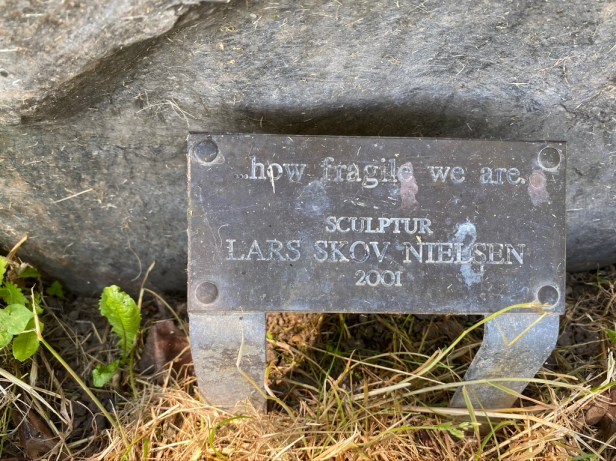 ...how fragile we are.
SCULPTUR
LARS SKOV NIELSEN
2001